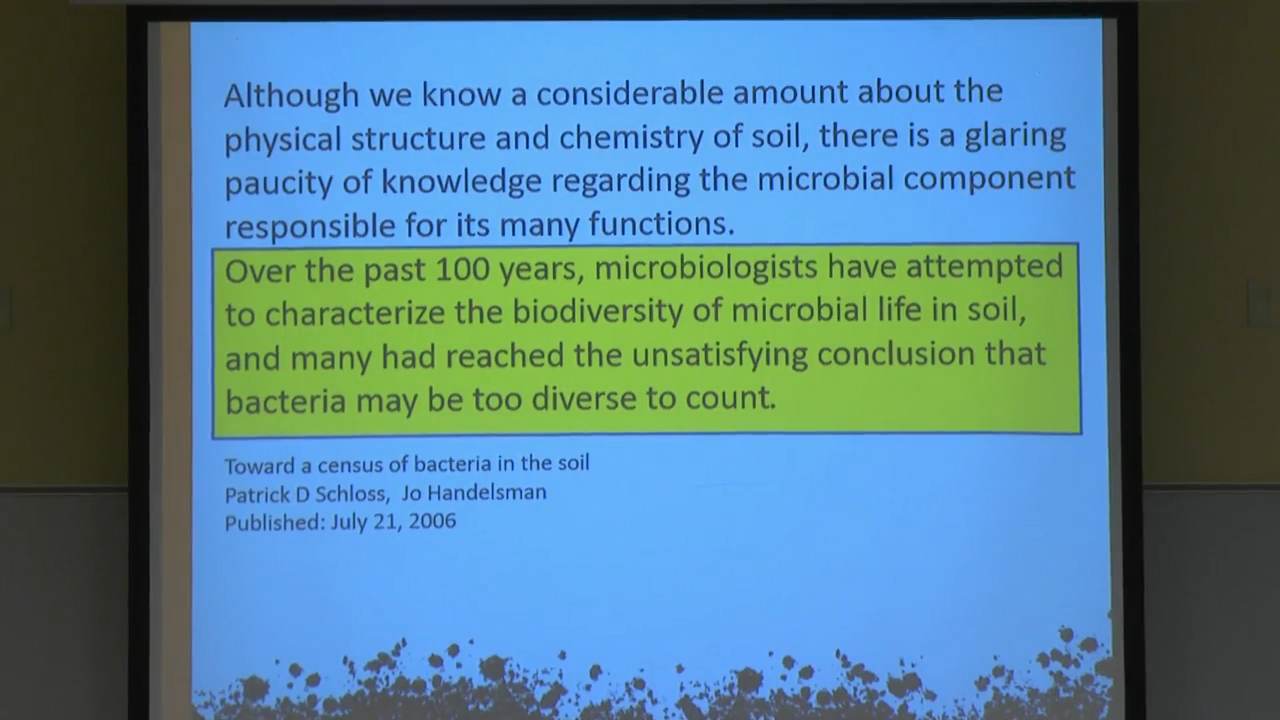 Although we know a considerable amount about the
physical structure and chemistry of soil, there is a glaring
paucity of knowledge regarding the microbial component
responsible for its many functions.
Over the past 100 years, microbiologists have attempted
to characterize the biodiversity of microbial life in soil,
and many had reached the unsatisfying conclusion that
bacteria may be too diverse to count.
Toward a census of bacteria in the soil
Patrick D Schloss, Jo Handelsman
Published: July 21, 2006